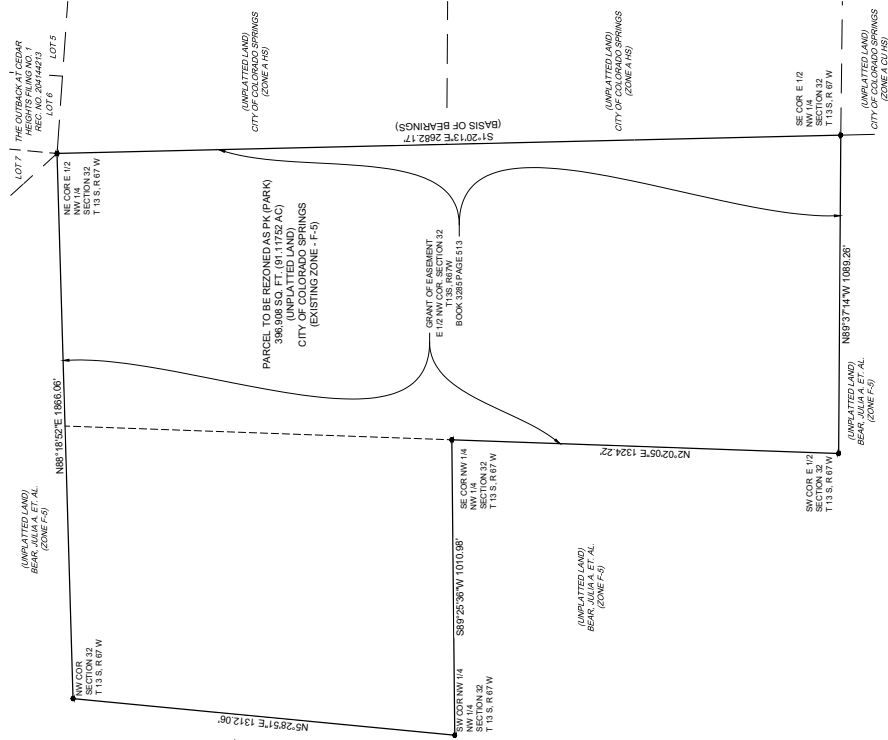 THE OUTBACK AT CEDAR
HEIGHTS FILING NO. 1
REC. NO. 204144213
LOT 7
LOT 6
LOT 5
(UNPLATTED LAND)
CITY OF COLORADO SPRINGS
(ZONE A HS)
(UNPLATTED LAND)
CITY OF COLORADO SPRINGS
(ZONE A HS)
(UNPLATTED LAND)
CITY OF COLORADO SPRINGS
(ZONE A CU HS)
NE COR E 1/2
NW 1/4
SECTION 32
T 13 S, R 67 W
S1°20'13"E 2682.17'
(BASIS OF BEARINGS)
SE COR E 1/2
NW 1/4
SECTION 32
T 13 S, R 67 W
PARCEL TO BE REZONED AS PK (PARK)
396,908 SQ. FT. (91.11752 AC)
(UNPLATTED LAND)
CITY OF COLORADO SPRINGS
(EXISTING ZONE - F-5)
GRANT OF EASEMENT
E 1/2 NW COR. SECTION 32
T13S, R67W
BOOK 3285 PAGE 513
N88°18'52"E 1866.06'
N89°37'14"W 1089.26'
(UNPLATTED LAND)
BEAR, JULIA A. ET. AL.
(ZONE F-5)
(UNPLATTED LAND)
BEAR, JULIA A. ET. AL.
(ZONE F-5)
SE COR NW 1/4
NW 1/4
SECTION 32
T 13 S, R 67 W
N2°02'05"E 1324.22'
SW COR E 1/2
SECTION 32
T 13 S, R 67 W
NW COR
SECTION 32
T 13 S, R 67 W
S89°25'36"W 1010.98'
(UNPLATTED LAND)
BEAR, JULIA A. ET. AL.
(ZONE F-5)
SW COR NW 1/4
NW 1/4
SECTION 32
T 13 S, R 67 W
N5°28'51"E 1312.06'